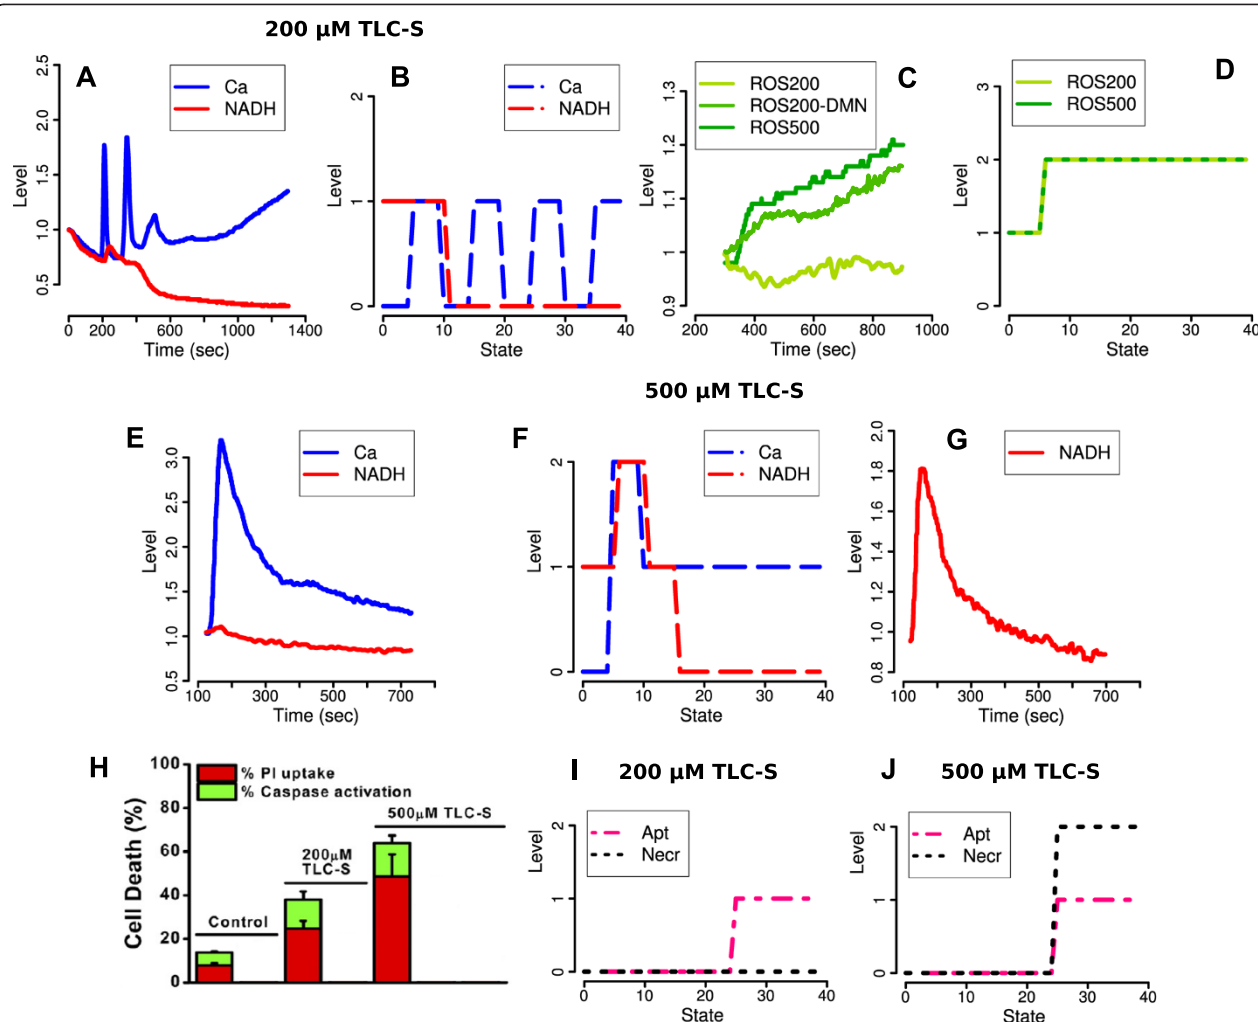 200 μM TLC-S
A
Level
2.5
2.0
1.5
1.0
0.5
Ca
NADH
0 200 600 1000 1400
Time (sec)
B
Level
2
1
0
Ca
NADH
0 10 20 30 40
State
C
Level
1.3
1.2
1.1
1
0.9
ROS200
ROS200-DMN
ROS500
200 400 600 800 1000
Time (sec)
D
Level
3
2
1
0
ROS200
ROS500
0 10 20 30 40
State
500 μM TLC-S
E
Level
3.0
2.5
2.0
1.5
1.0
0.5
Ca
NADH
100 300 500 700
Time (sec)
F
Level
2
1
0
Ca
NADH
0 10 20 30 40
State
G
Level
2.0
1.8
1.6
1.4
1.2
1.0
0.8
NADH
100 300 500 700
Time (sec)
H
Cell Death (%)
100
80
60
40
20
0
% PI uptake
% Caspase activation
500μM TLC-S
200μM
TLC-S
Control
I
200 μM TLC-S
Level
2
1
0
Apt
Necr
0 10 20 30 40
State
J
500 μM TLC-S
Level
2
1
0
Apt
Necr
0 10 20 30 40
State